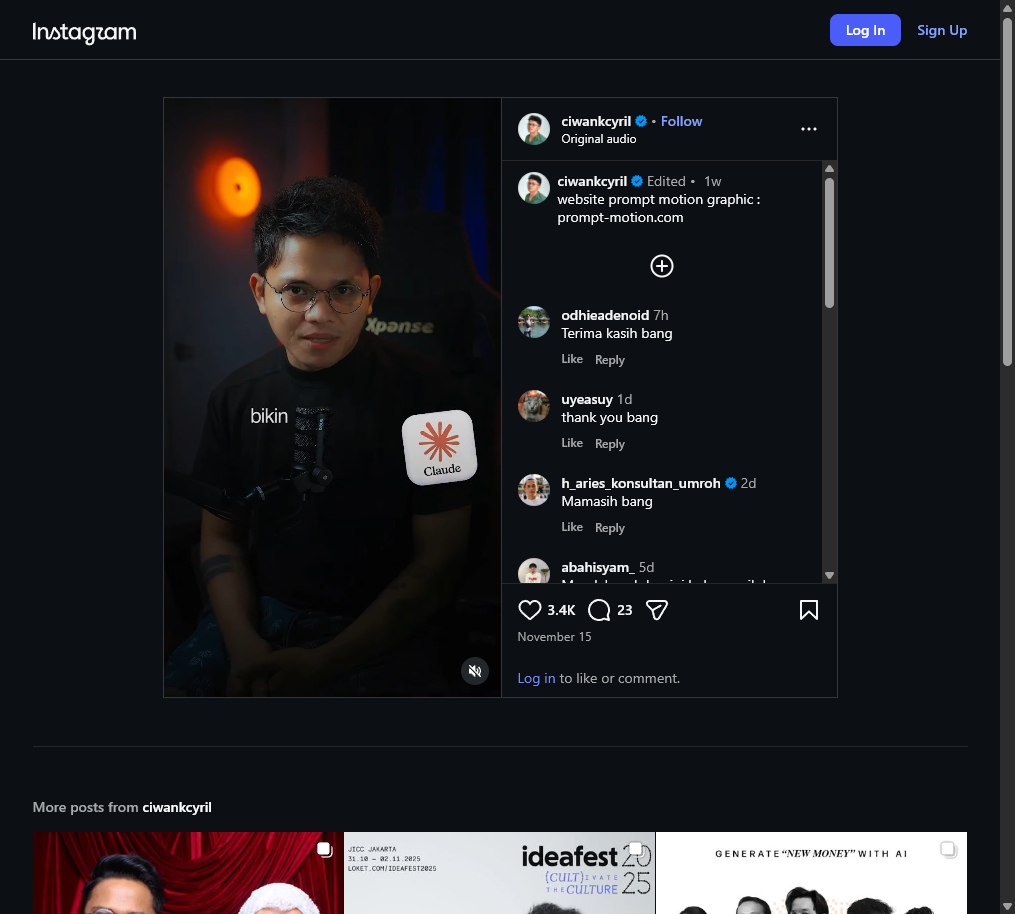 Instagram
Log In
Sign Up
Xpanse
bikin
Claude
ciwankcyril • Follow
Original audio
ciwankcyril Edited • 1w
website prompt motion graphic :
prompt-motion.com
odhieadenoid 7h
Terima kasih bang
Like Reply
uyeasuy 1d
thank you bang
Like Reply
h_aries_konsultan_umroh 2d
Mamasih bang
Like Reply
abahisyam_ 5d
3.4K 23
November 15
Log in to like or comment.
More posts from ciwankcyril
JICC JAKARTA
31.10 – 02.11.2025
LOKET.COM/IDEAFEST2025
ideafest 20
25
(CULT)IVATE
THE CULTURE
GENERATE “NEW MONEY” WITH AI